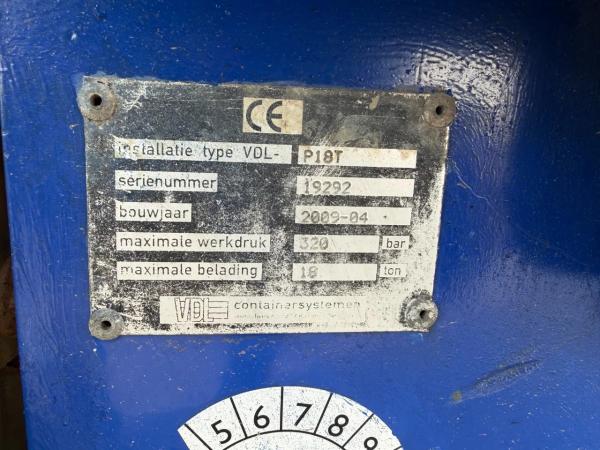 CE
installatie type VDL- P18T
serienummer 19292
bouwjaar 2009-04
maximale werkdruk 320 bar
maximale belading 18 ton
VDL containersystemen
5 6 7 8 9